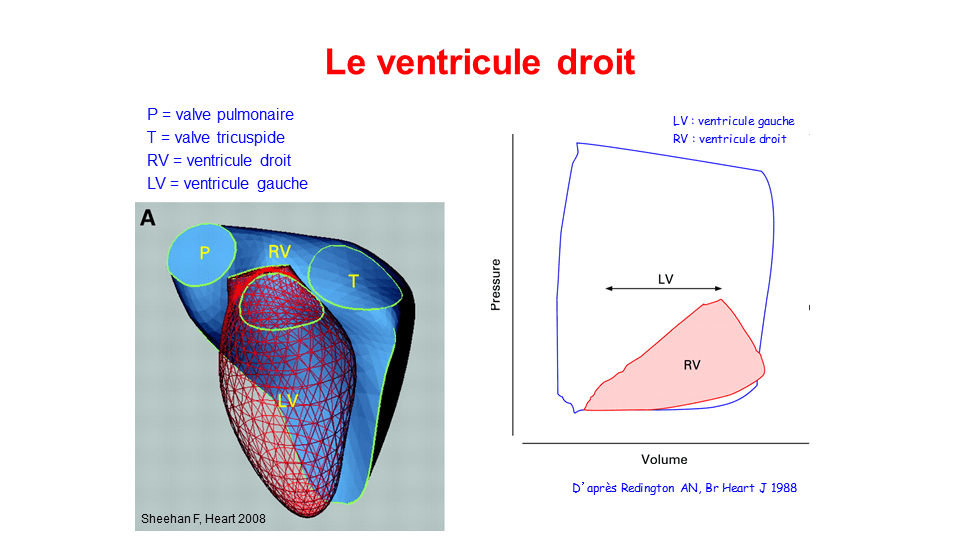 Le ventricule droit
P = valve pulmonaire
T = valve tricuspide
RV = ventricule droit
LV = ventricule gauche
A
P
RV
T
LV
Sheehan F, Heart 2008
LV : ventricule gauche
RV : ventricule droit
Pressure
LV
RV
Volume
D’après Redington AN, Br Heart J 1988